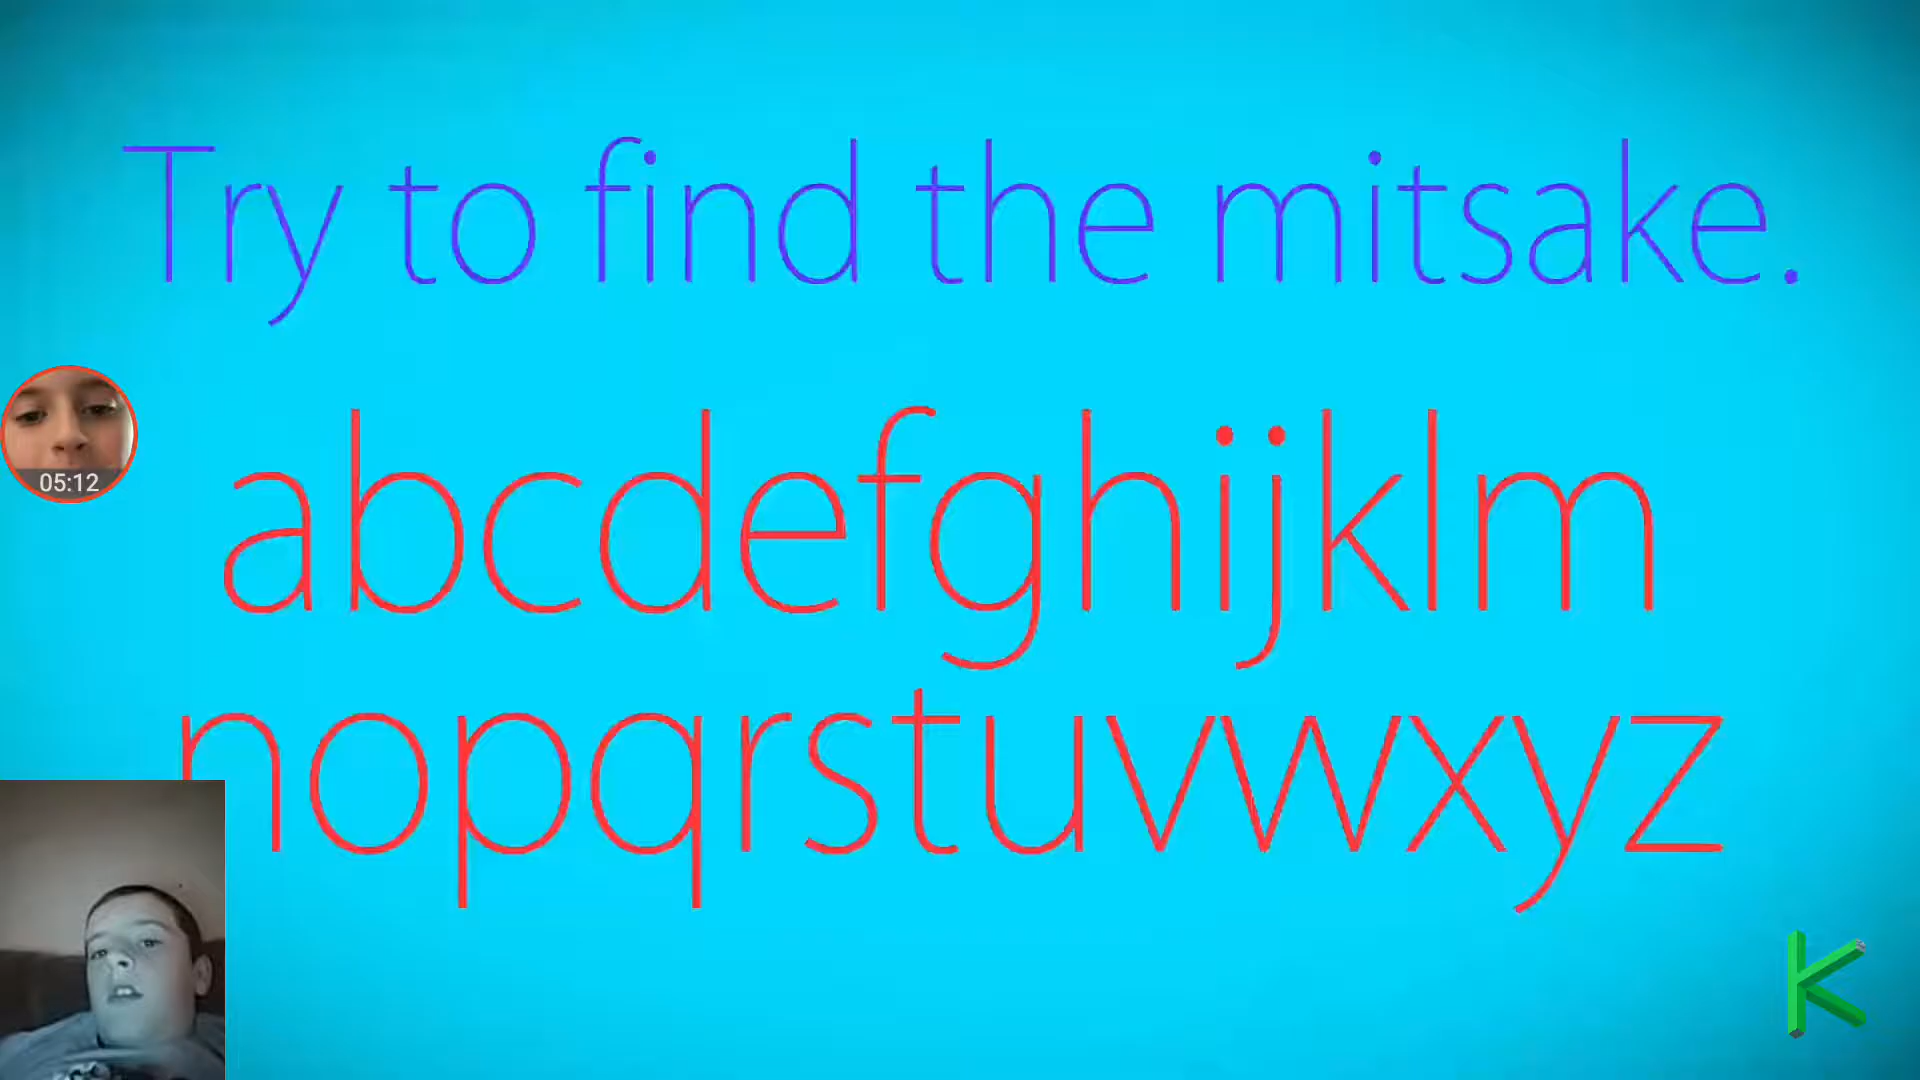 Try to find the mitsake.
05:12
abcdefghijklm
nopqrstuvwxyz
K